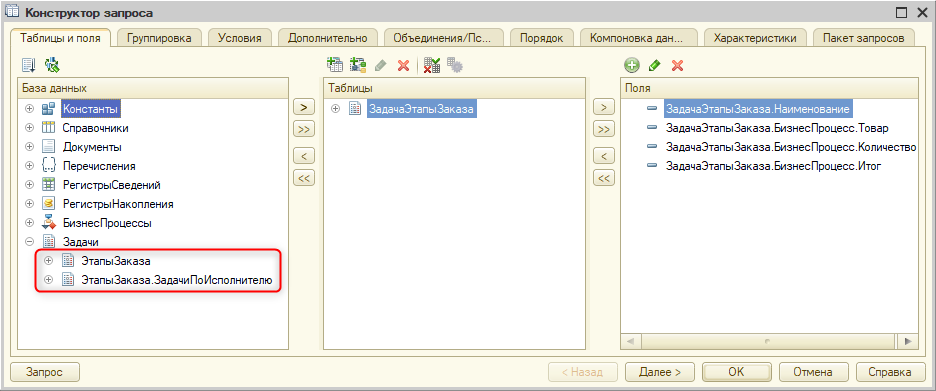 Конструктор запроса
Таблицы и поля Группировка Условия Дополнительно Объединения/Пс... Порядок Компоновка дан... Характеристики Пакет запросов
База данных
Константы
Справочники
Документы
Перечисления
РегистрыСведений
РегистрыНакопления
БизнесПроцессы
Задачи
ЭтапыЗаказа
ЭтапыЗаказа.ЗадачиПоИсполнителю
>
>>
<
<<
Таблицы
ЗадачаЭтапыЗаказа
>
>>
<
<<
Поля
ЗадачаЭтапыЗаказа.Наименование
ЗадачаЭтапыЗаказа.БизнесПроцесс.Товар
ЗадачаЭтапыЗаказа.БизнесПроцесс.Количество
ЗадачаЭтапыЗаказа.БизнесПроцесс.Итог
Запрос < Назад Далее > ОК Отмена Справка